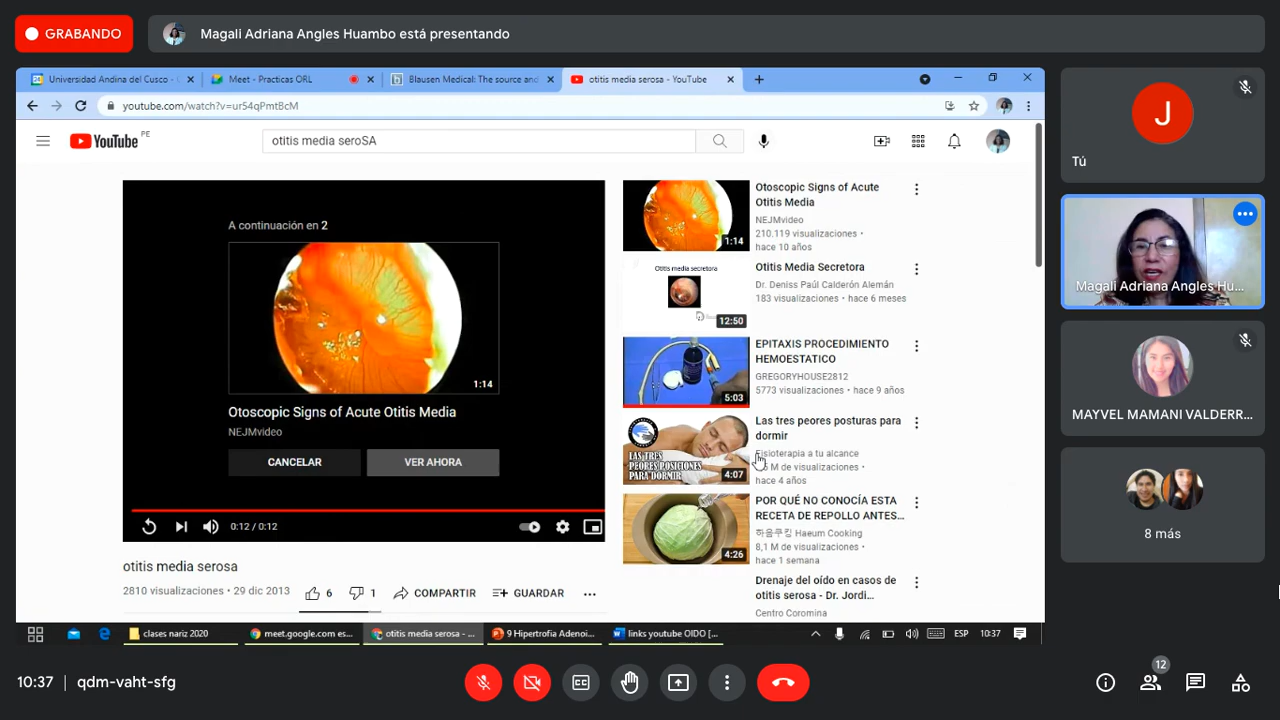 GRABANDO
Magali Adriana Angles Huambo está presentando
Universidad Andina del Cusco -
Meet - Practicas ORL
Blausen Medical: The source and
otitis media serosa - YouTube
youtube.com/watch?v=ur54qPmtBcM
YouTube PE
otitis media seroSA
A continuación en 2
1:14
Otoscopic Signs of Acute Otitis Media
NEJMvideo
CANCELAR
VER AHORA
0:12 / 0:12
otitis media serosa
2810 visualizaciones • 29 dic 2013
6
1
COMPARTIR
GUARDAR
1:14
Otoscopic Signs of Acute
Otitis Media
NEJMvideo
210.119 visualizaciones •
hace 10 años
Otitis media secretora
12:50
Otitis Media Secretora
Dr. Deniss Paúl Calderón Alemán
183 visualizaciones • hace 6 meses
5:03
EPITAXIS PROCEDIMIENTO
HEMOESTATICO
GREGORYHOUSE2812
5773 visualizaciones • hace 9 años
LAS TRES
PEORES POSICIONES
PARA DORMIR
4:07
Las tres peores posturas para
dormir
Fisioterapia a tu alcance
M de visualizaciones •
hace 4 años
4:26
POR QUÉ NO CONOCÍA ESTA
RECETA DE REPOLLO ANTES...
하음쿠킹 Haeum Cooking
8,1 M de visualizaciones •
hace 1 semana
Drenaje del oído en casos de
otitis serosa - Dr. Jordi...
Centro Coromina
clases nariz 2020
meet.google.com es...
otitis media serosa - ...
9 Hipertrofia Adenoi...
links youtube OIDO [...
ESP
10:37
J
Tú
Magali Adriana Angles Hu...
MAYVEL MAMANI VALDERR...
8 más
10:37 | qdm-vaht-sfg
12